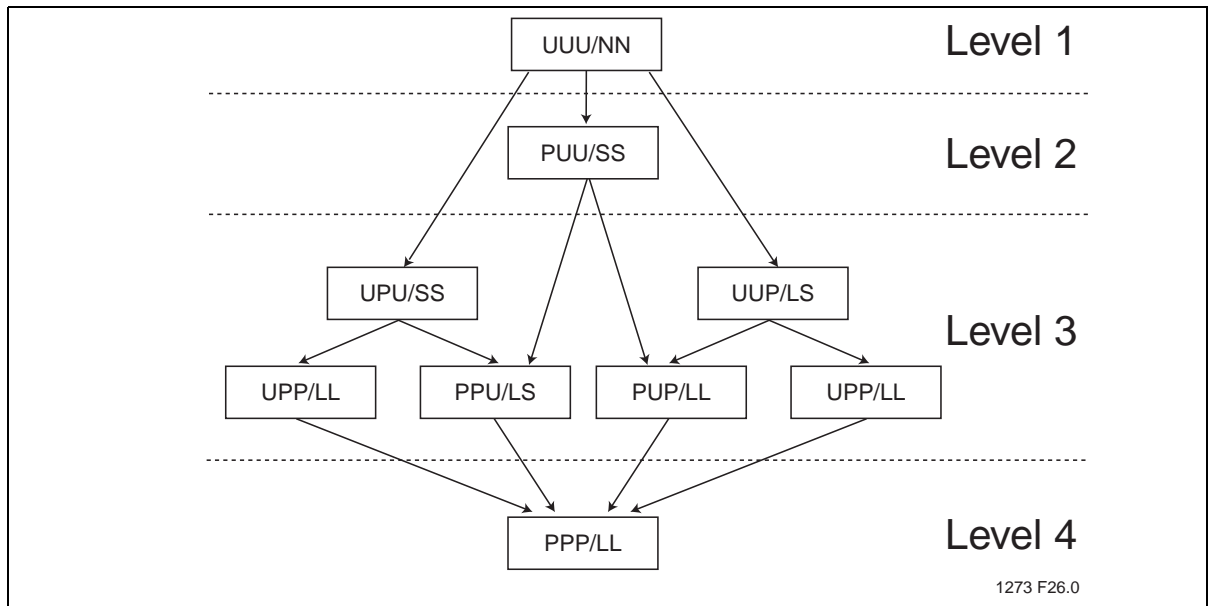 UUU/NN
Level 1
PUU/SS
Level 2
UPU/SS
UUP/LS
Level 3
UPP/LL
PPU/LS
PUP/LL
UPP/LL
PPP/LL
Level 4
1273 F26.0